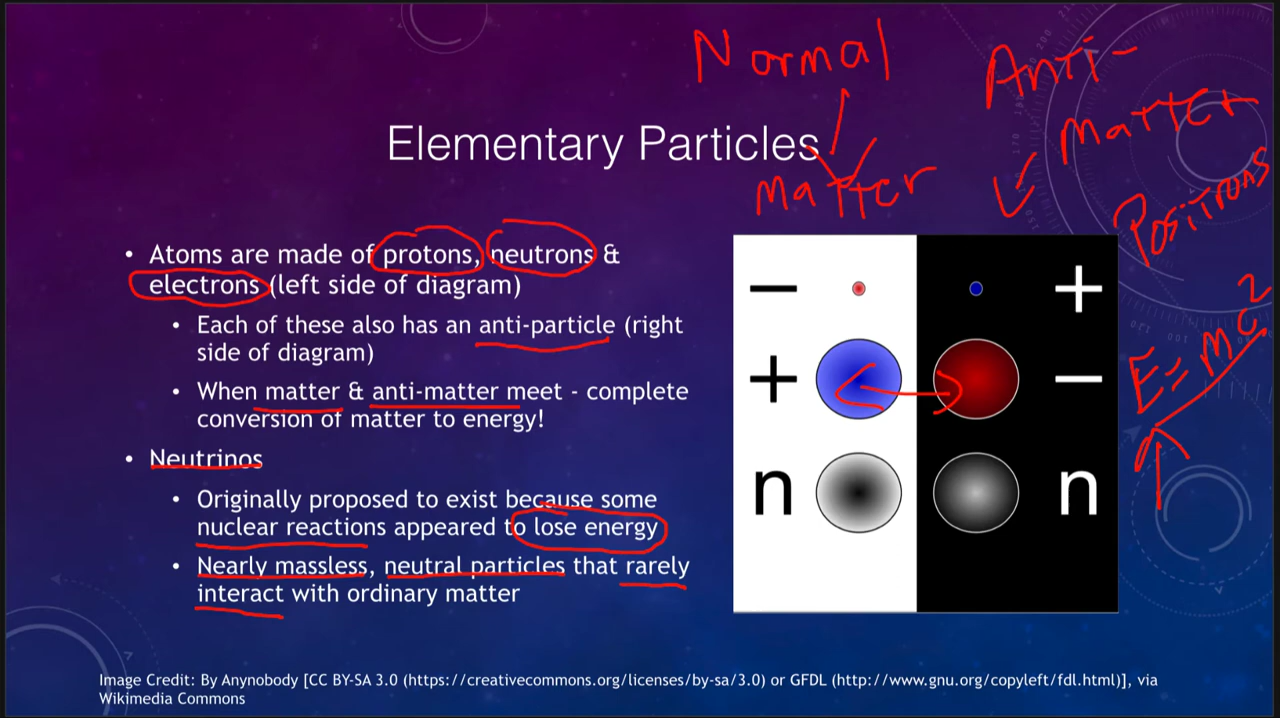 Normal
Matter
Anti-
Matter
Positrons
Elementary Particles
• Atoms are made of protons, neutrons &
electrons (left side of diagram)
• Each of these also has an anti-particle (right
side of diagram)
• When matter & anti-matter meet - complete
conversion of matter to energy!
• Neutrinos
• Originally proposed to exist because some
nuclear reactions appeared to lose energy
• Nearly massless, neutral particles that rarely
interact with ordinary matter
− +
+ −
n n
E=mc²
Image Credit: By Anynobody [CC BY-SA 3.0 (https://creativecommons.org/licenses/by-sa/3.0) or GFDL (http://www.gnu.org/copyleft/fdl.html)], via
Wikimedia Commons